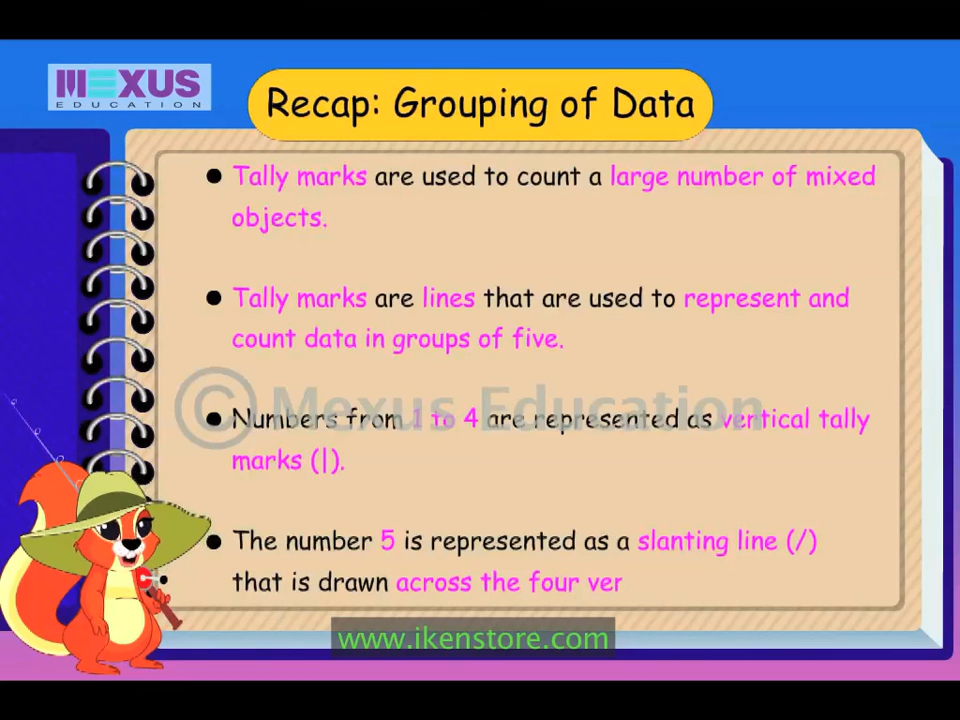 MEXUS
EDUCATION
Recap: Grouping of Data
● Tally marks are used to count a large number of mixed
objects.
● Tally marks are lines that are used to represent and
count data in groups of five.
© Mexus Education
● Numbers from 1 to 4 are represented as vertical tally
marks (|).
● The number 5 is represented as a slanting line (/)
that is drawn across the four ver
www.ikenstore.com